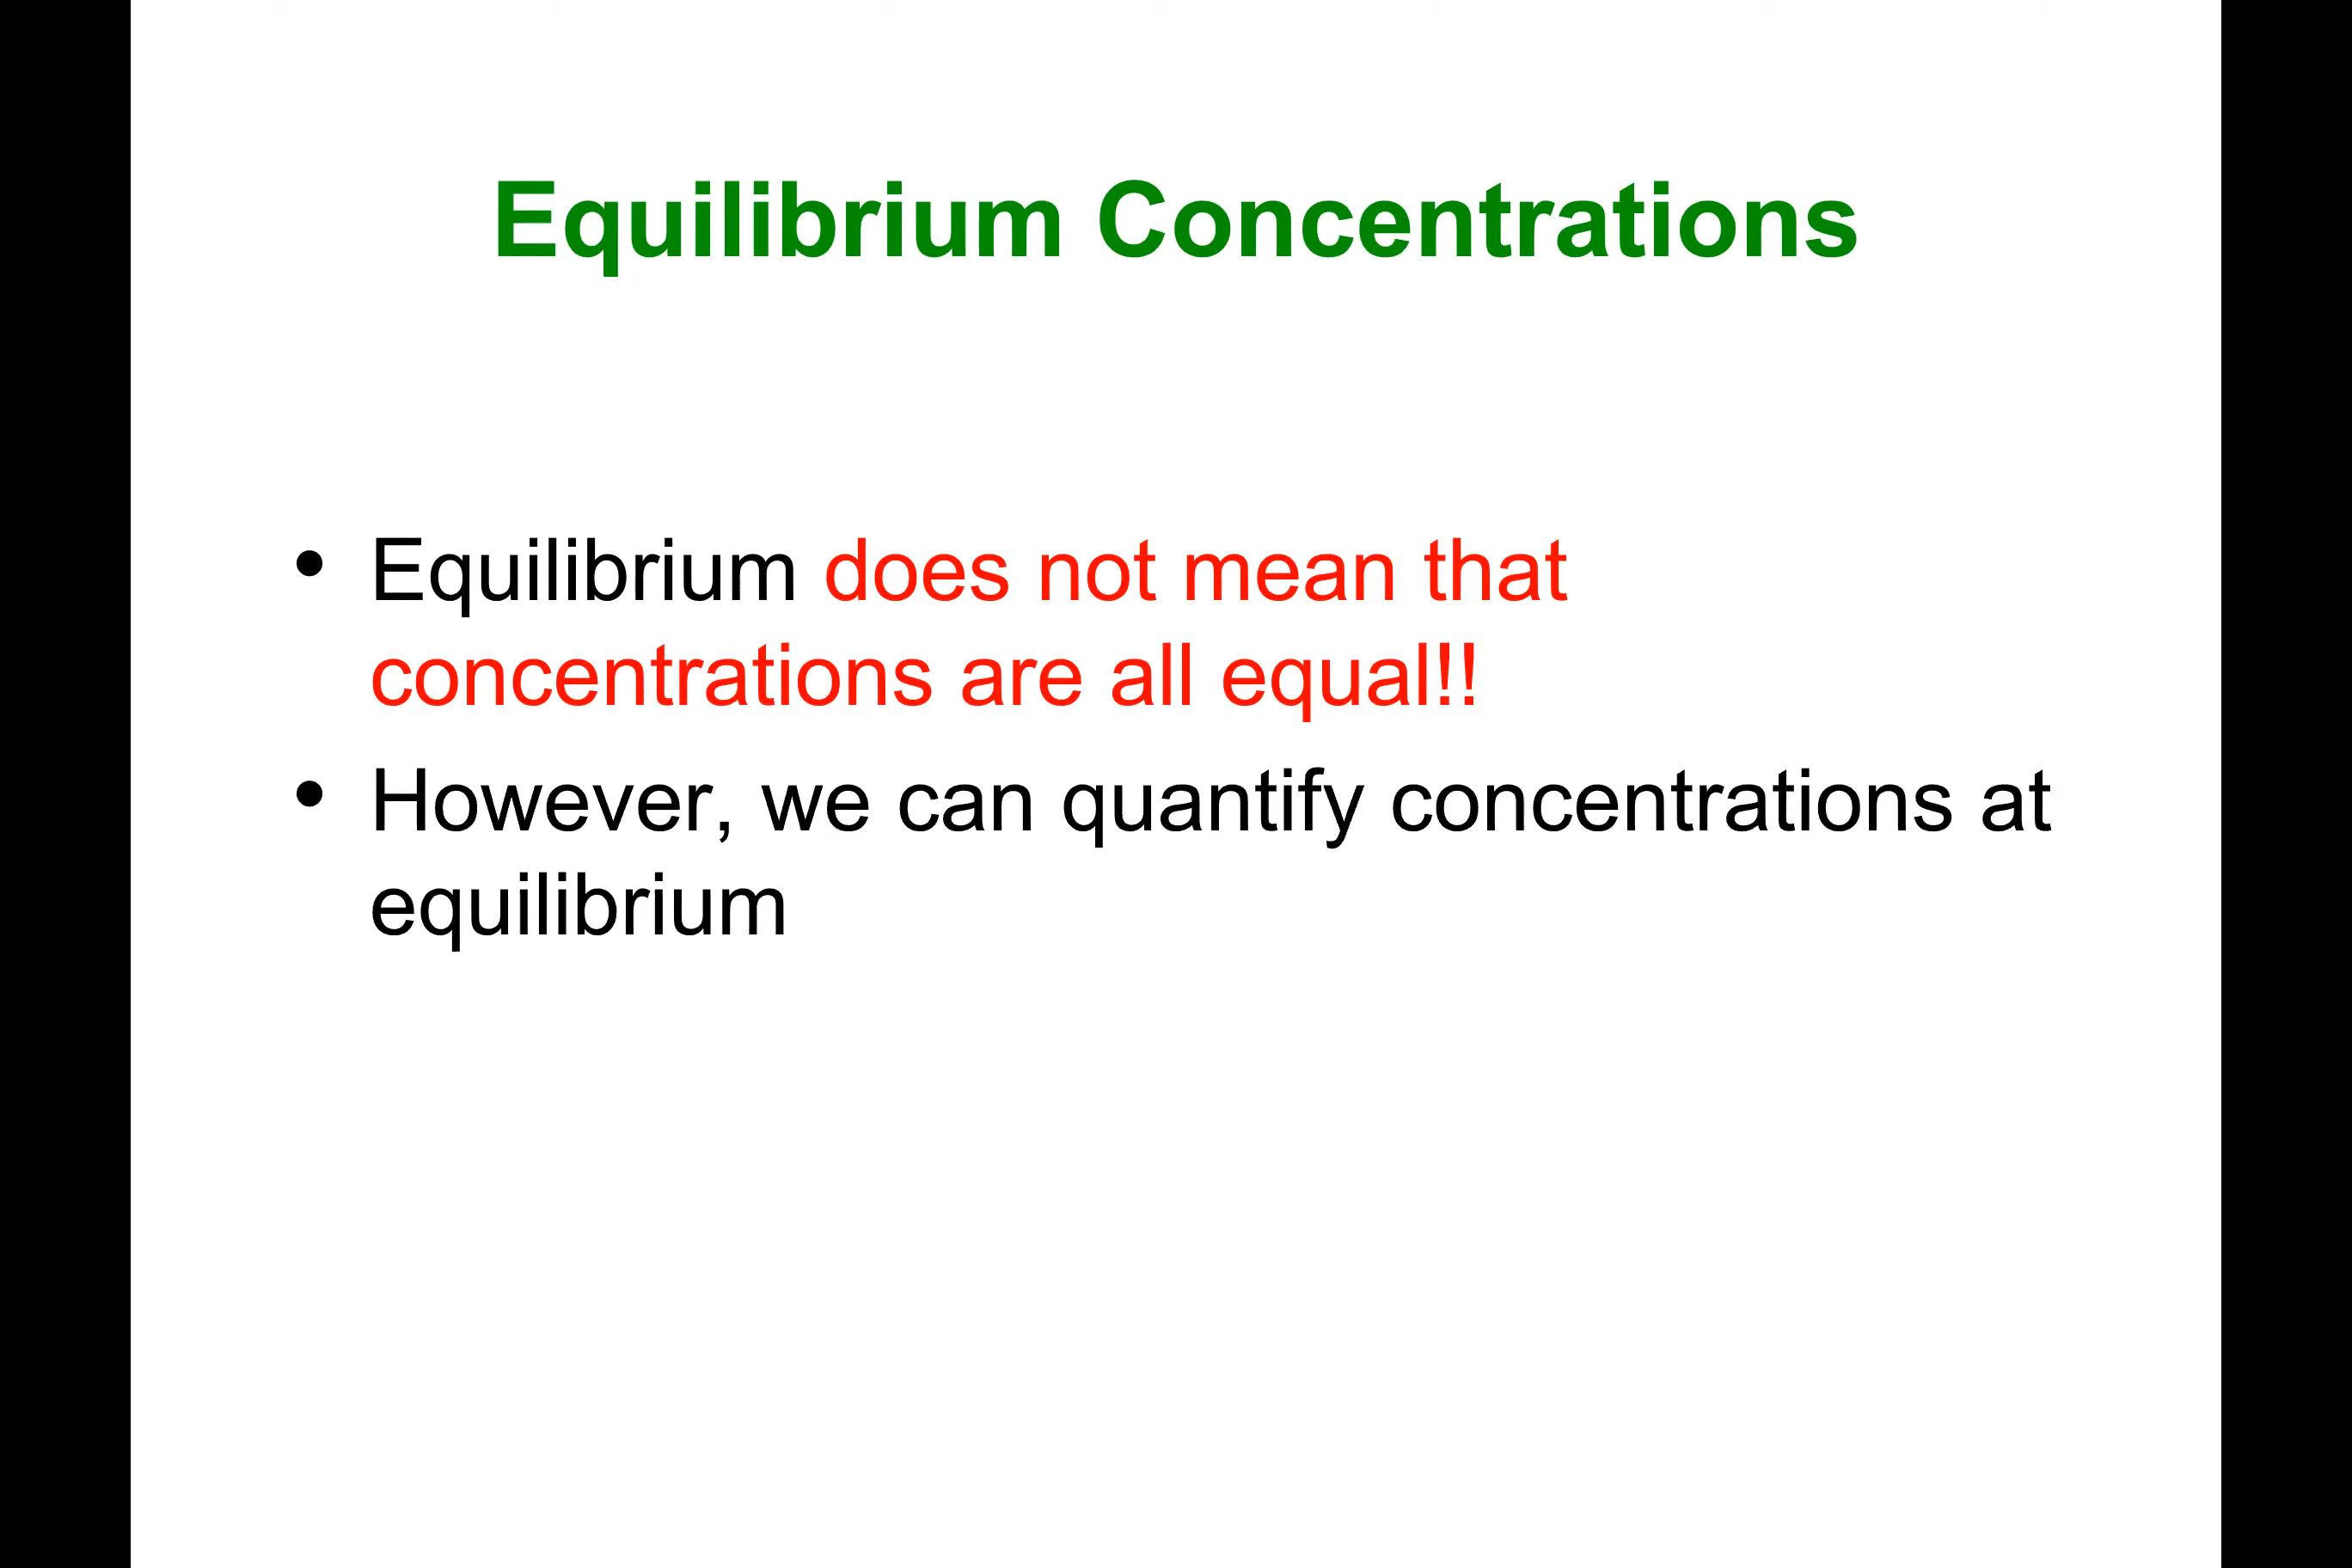 Equilibrium Concentrations
• Equilibrium does not mean that
concentrations are all equal!!
• However, we can quantify concentrations at
equilibrium